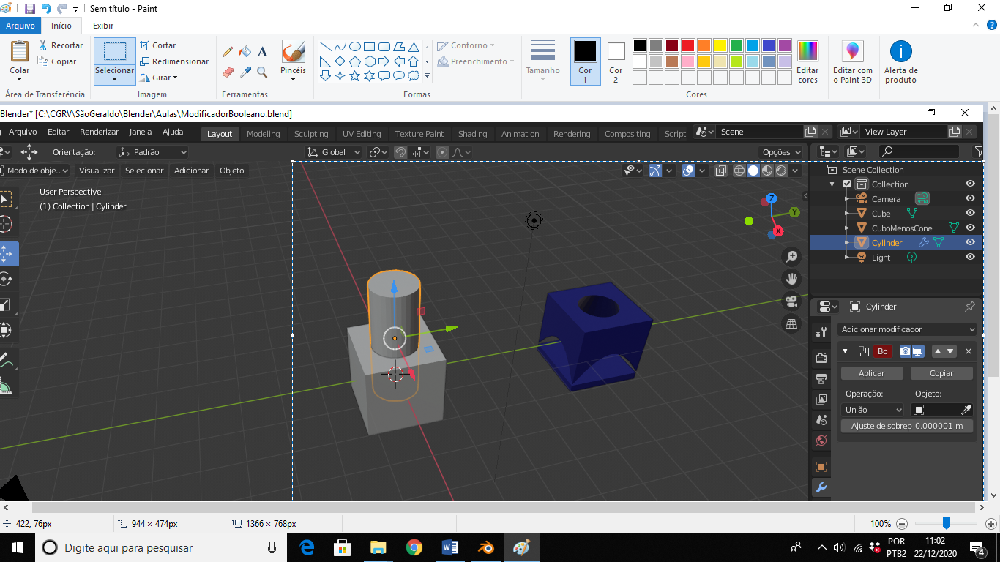 Sem título - Paint
Arquivo Início Exibir
Colar
Recortar
Copiar
Área de Transferência
Selecionar
Cortar
Redimensionar
Girar
Imagem
A
Ferramentas
Pincéis
Contorno
Preenchimento
Formas
Tamanho
Cor 1
Cor 2
Cores
Editar cores
Editar com o Paint 3D
Alerta de produto
Blender* [C:\CGRV\SãoGeraldo\Blender\Aulas\ModificadorBooleano.blend]
Arquivo Editar Renderizar Janela Ajuda Layout Modeling Sculpting UV Editing Texture Paint Shading Animation Rendering Compositing Script Scene View Layer
Orientação: Padrão Global Opções
Modo de obje.. Visualizar Selecionar Adicionar Objeto
User Perspective
(1) Collection | Cylinder
Z
Y
X
Scene Collection
Collection
Camera
Cube
CuboMenosCone
Cylinder
Light
Cylinder
Adicionar modificador
Bo
Aplicar Copiar
Operação: Objeto:
União
Ajuste de sobrep 0.000001 m
422, 76px 944 × 474px 1366 × 768px 100%
Digite aqui para pesquisar
POR
PTB2
11:02
22/12/2020
4